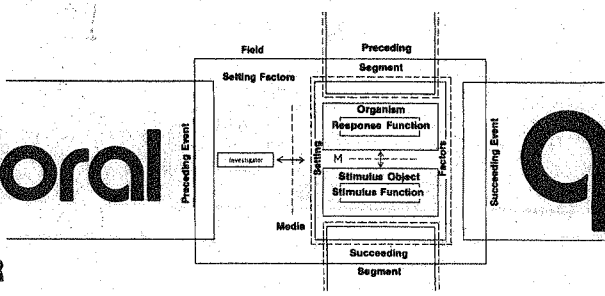 Field
Preceding
Segment
Setting Factors
Organism
Response Function
oral
Preceding Event
Investigator
Setting
M
Factors
Succeeding Event
q
Stimulus Object
Stimulus Function
Media
Succeeding
Segment
R